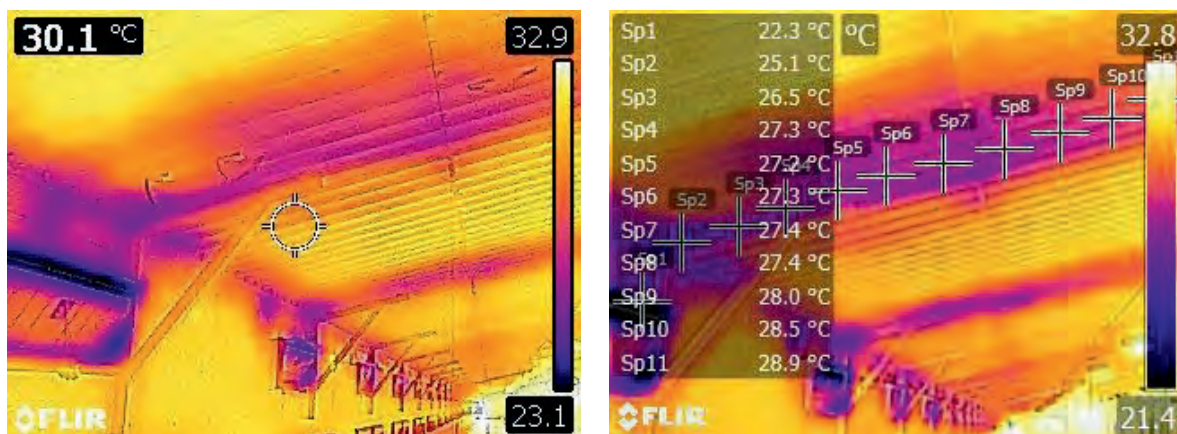 30.1 °C
32.9
FLIR
23.1
Sp1 22.3 °C °C 32.8
Sp2 25.1 °C
Sp3 26.5 °C
Sp4 27.3 °C
Sp5 27.2 °C
Sp6 27.3 °C
Sp7 27.4 °C
Sp8 27.4 °C
Sp9 28.0 °C
Sp10 28.5 °C
Sp11 28.9 °C
Sp2
Sp3
Sp5
Sp6
Sp7
Sp8
Sp9
Sp10
FLIR
21.4